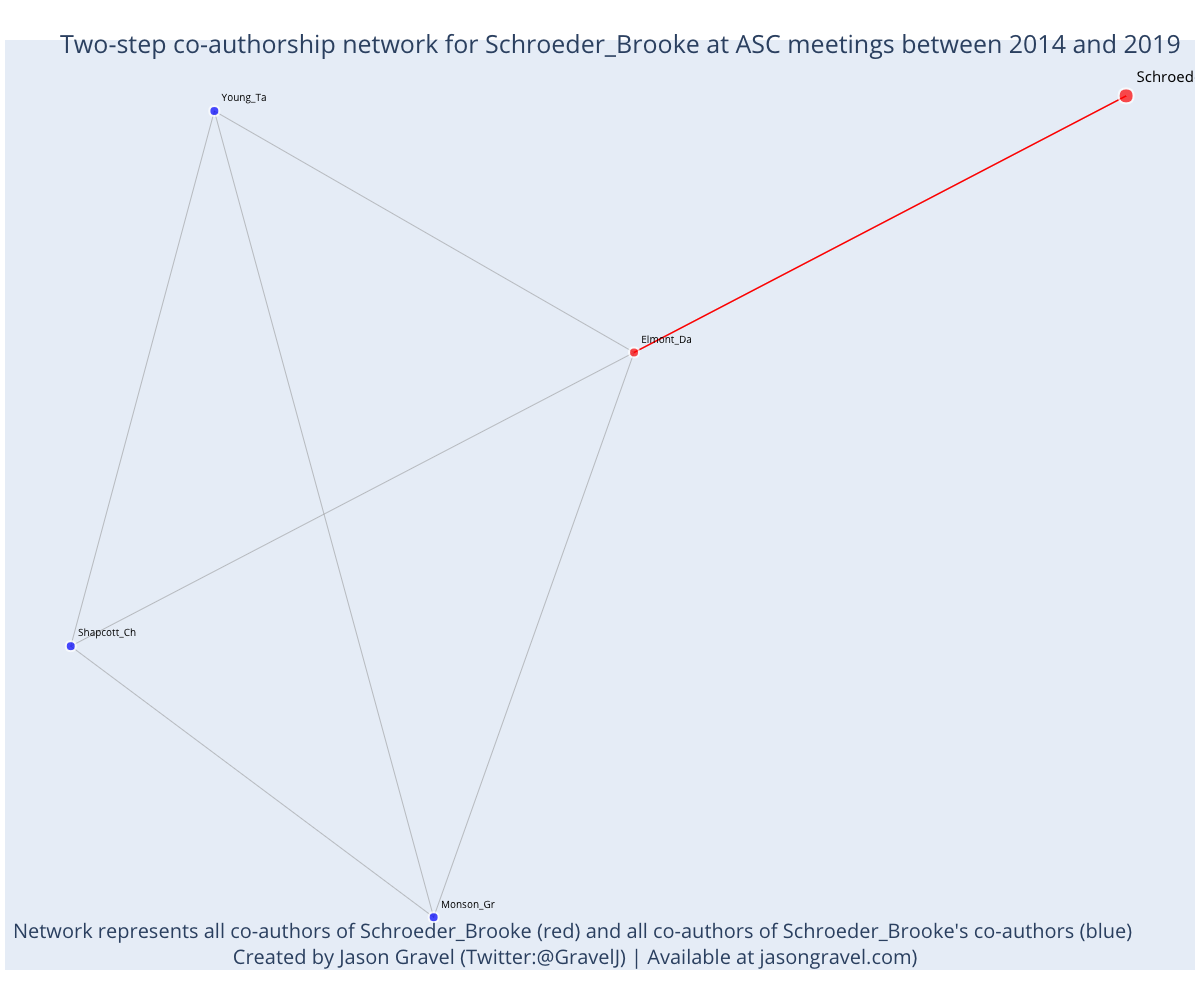 Two-step co-authorship network for Schroeder_Brooke at ASC meetings between 2014 and 2019
Schroed
Young_Ta
Elmont_Da
Shapcott_Ch
Monson_Gr
Network represents all co-authors of Schroeder_Brooke (red) and all co-authors of Schroeder_Brooke's co-authors (blue)
Created by Jason Gravel (Twitter:@GravelJ) | Available at jasongravel.com)